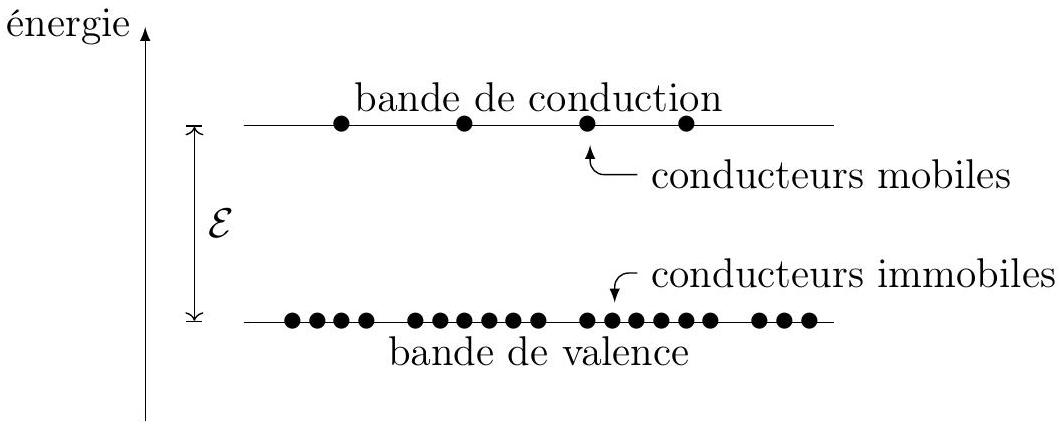 énergie
bande de conduction
conducteurs mobiles
ℰ
conducteurs immobiles
bande de valence